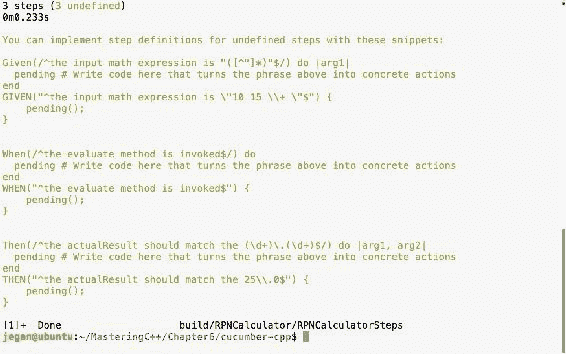 3 steps (3 undefined)
0m0.233s
You can implement step definitions for undefined steps with these snippets:
Given(/^the input math expression is "([^"]*)"$/) do |arg1|
  pending # Write code here that turns the phrase above into concrete actions
end
GIVEN("^the input math expression is \"10 15 \\+ \"$") {
    pending();
}
When(/^the evaluate method is invoked$/) do
  pending # Write code here that turns the phrase above into concrete actions
end
WHEN("^the evaluate method is invoked$") {
    pending();
}
Then(/^the actualResult should match the (\d+)\.(\d+)$/) do |arg1, arg2|
  pending # Write code here that turns the phrase above into concrete actions
end
THEN("^the actualResult should match the 25\\.0$") {
    pending();
}
[1]+  Done                    build/RPNCalculator/RPNCalculatorSteps
jegan@ubuntu:~/MasteringC++/Chapter6/cucumber-cpp$